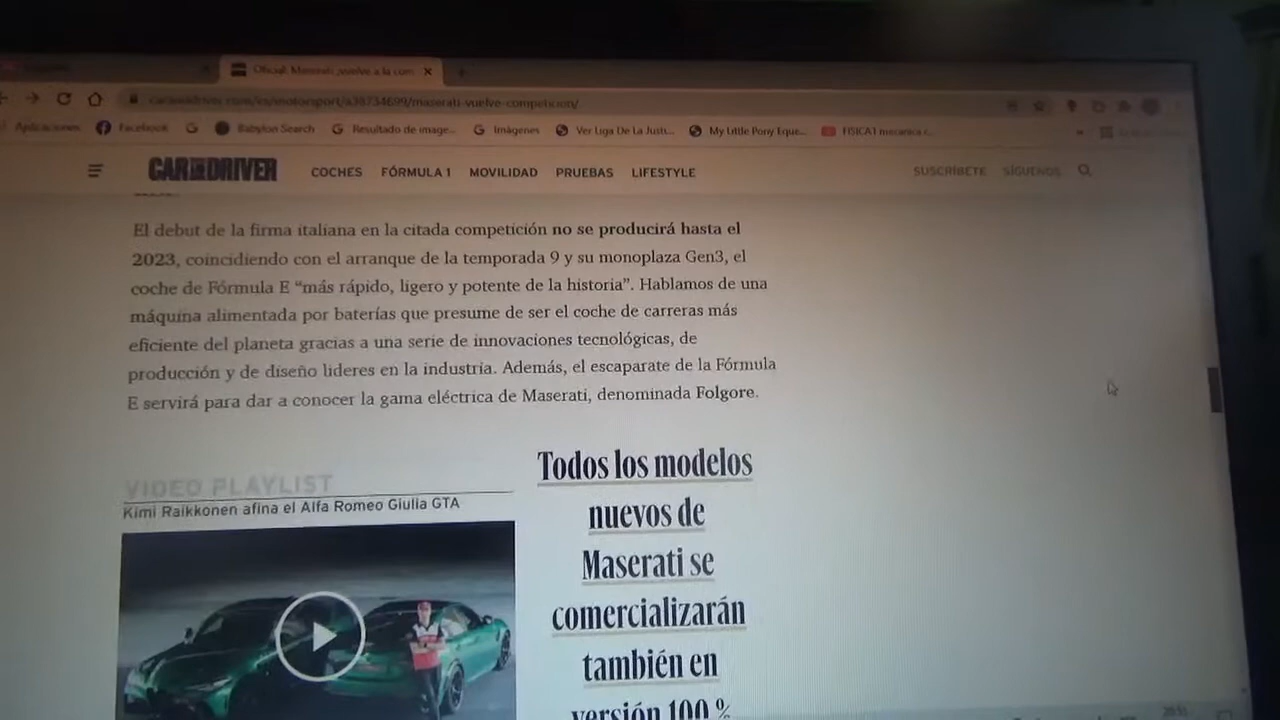 Oficial: Maserati ¡vuelve a la com
caranddriver.com/es/motorsport/a38734699/maserati-vuelve-competicion/
Aplicaciones Facebook Babylon Search Resultado de image... Imágenes Ver Liga De La Justi... My Little Pony Eque... FISICA1 mecanica r...
CAR AND DRIVER COCHES FÓRMULA 1 MOVILIDAD PRUEBAS LIFESTYLE SUSCRÍBETE SÍGUENOS
El debut de la firma italiana en la citada competición no se producirá hasta el
2023, coincidiendo con el arranque de la temporada 9 y su monoplaza Gen3, el
coche de Fórmula E “más rápido, ligero y potente de la historia”. Hablamos de una
máquina alimentada por baterías que presume de ser el coche de carreras más
eficiente del planeta gracias a una serie de innovaciones tecnológicas, de
producción y de diseño líderes en la industria. Además, el escaparate de la Fórmula
E servirá para dar a conocer la gama eléctrica de Maserati, denominada Folgore.
VIDEO PLAYLIST
Kimi Raikkonen afina el Alfa Romeo Giulia GTA
Todos los modelos
nuevos de
Maserati se
comercializarán
también en
versión 100 %
20:51